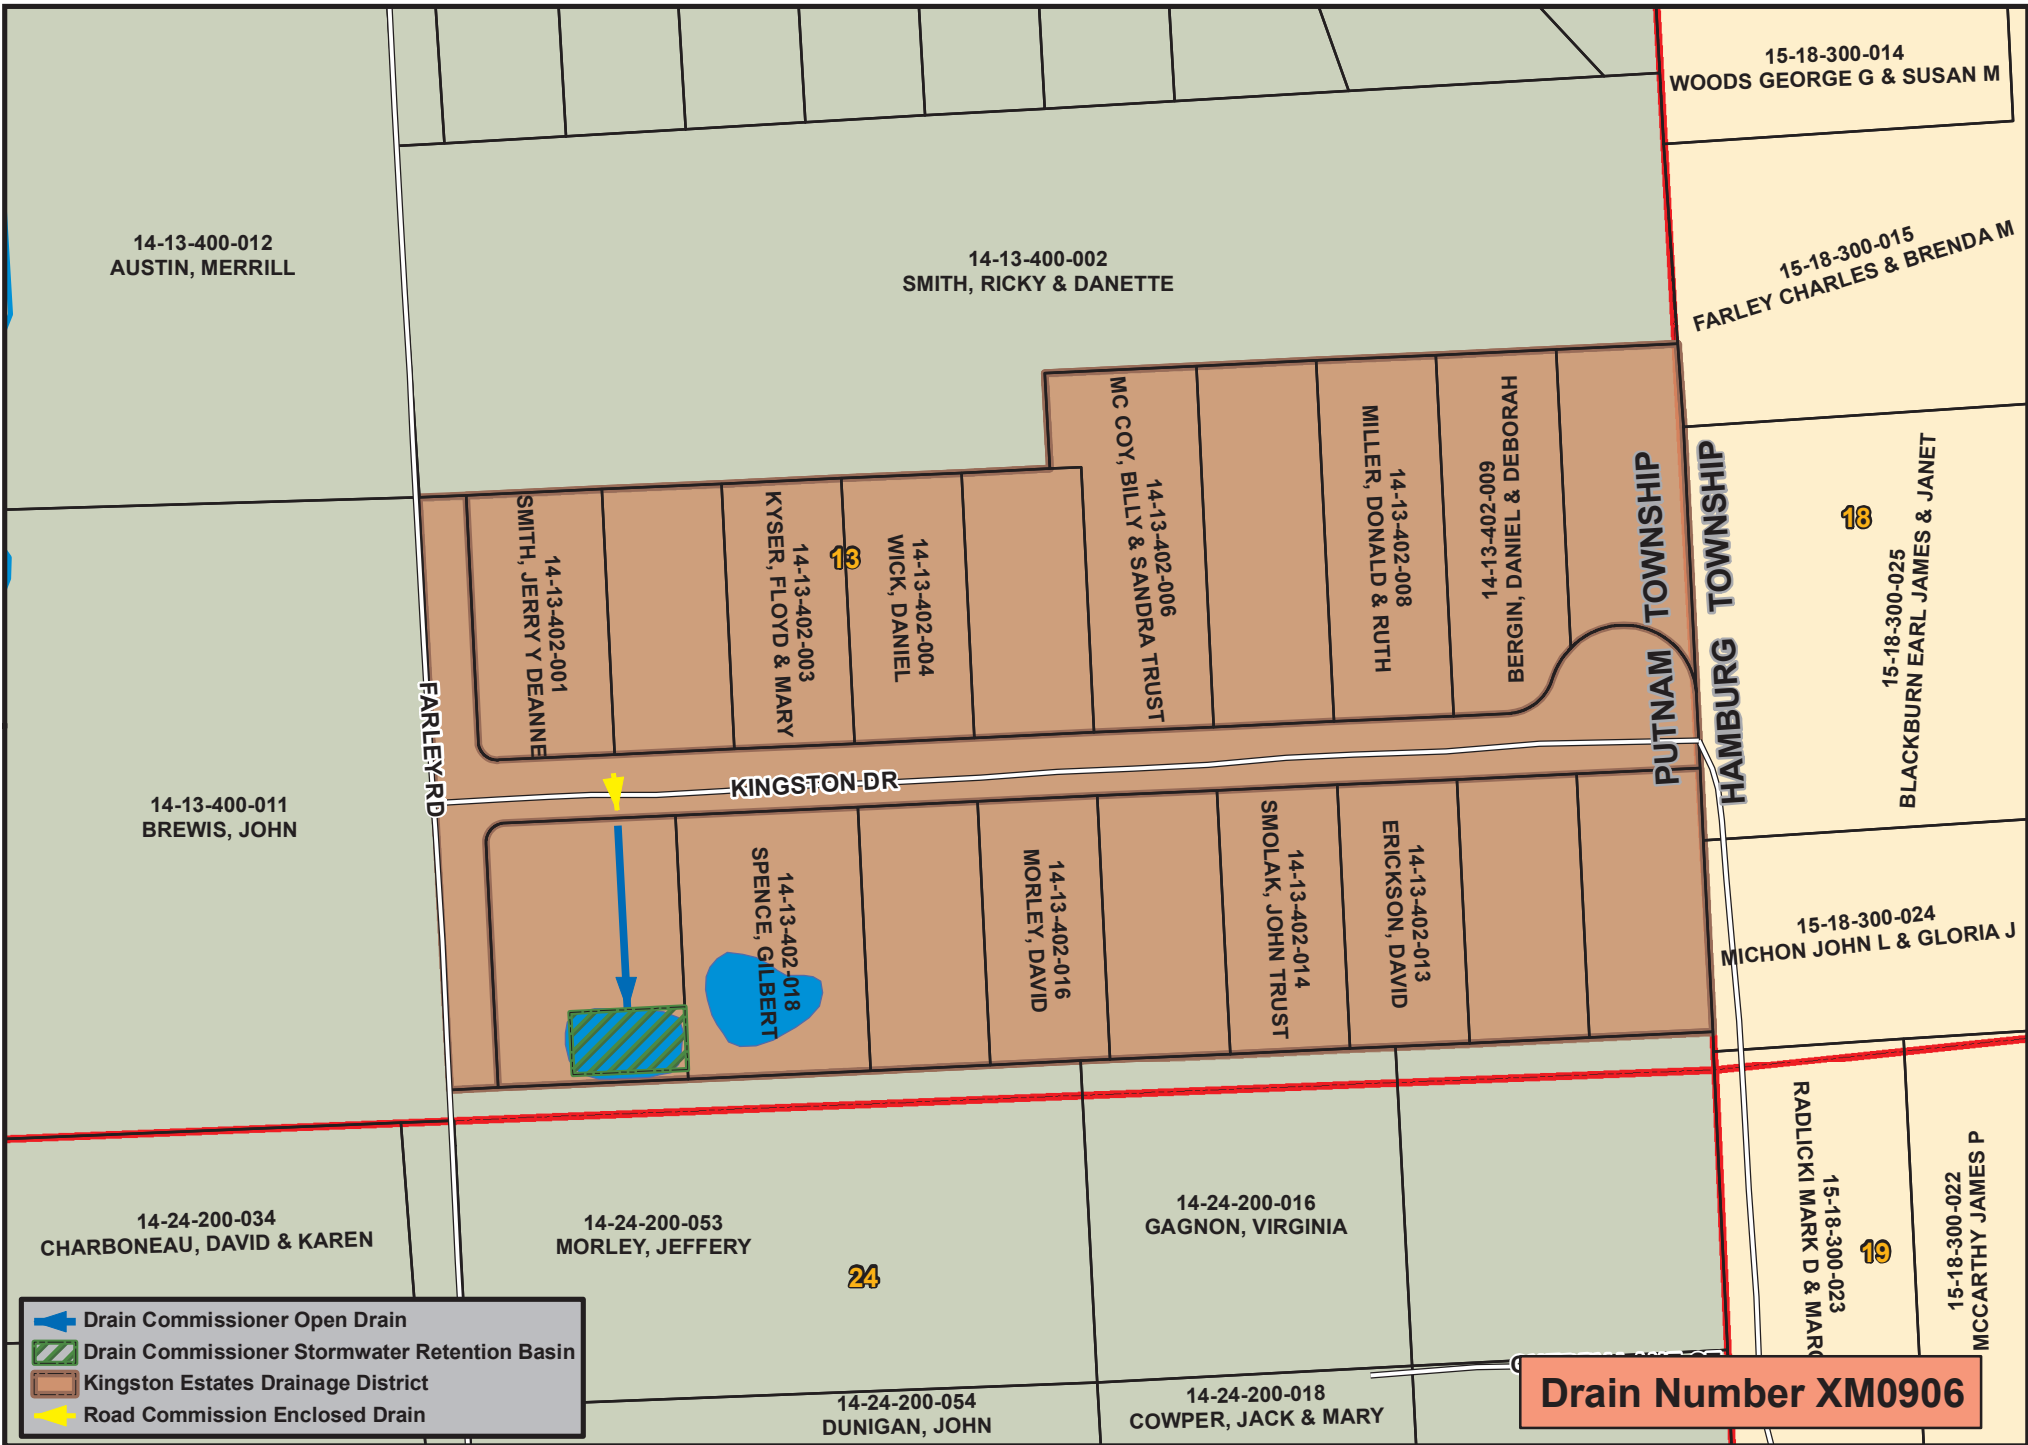 15-18-300-014
WOODS GEORGE G & SUSAN M
14-13-400-012
AUSTIN, MERRILL
14-13-400-002
SMITH, RICKY & DANETTE
15-18-300-015
FARLEY CHARLES & BRENDA M
14-13-402-001
SMITH, JERRY Y DEANNE
14-13-402-003
KYSER, FLOYD & MARY
13
14-13-402-004
WICK, DANIEL
14-13-402-006
MC COY, BILLY & SANDRA TRUST
14-13-402-008
MILLER, DONALD & RUTH
14-13-402-009
BERGIN, DANIEL & DEBORAH
PUTNAM TOWNSHIP
HAMBURG TOWNSHIP
18
15-18-300-025
BLACKBURN EARL JAMES & JANET
FARLEY RD
KINGSTON DR
14-13-400-011
BREWIS, JOHN
14-13-402-018
SPENCE, GILBERT
14-13-402-016
MORLEY, DAVID
14-13-402-014
SMOLAK, JOHN TRUST
14-13-402-013
ERICKSON, DAVID
15-18-300-024
MICHON JOHN L & GLORIA J
14-24-200-034
CHARBONEAU, DAVID & KAREN
14-24-200-053
MORLEY, JEFFERY
24
14-24-200-016
GAGNON, VIRGINIA
15-18-300-023
RADLICKI MARK D &
19
15-18-300-022
MCCARTHY JAMES P
Drain Commissioner Open Drain
Drain Commissioner Stormwater Retention Basin
Kingston Estates Drainage District
Road Commission Enclosed Drain
14-24-200-054
DUNIGAN, JOHN
14-24-200-018
COWPER, JACK & MARY
Drain Number XM0906